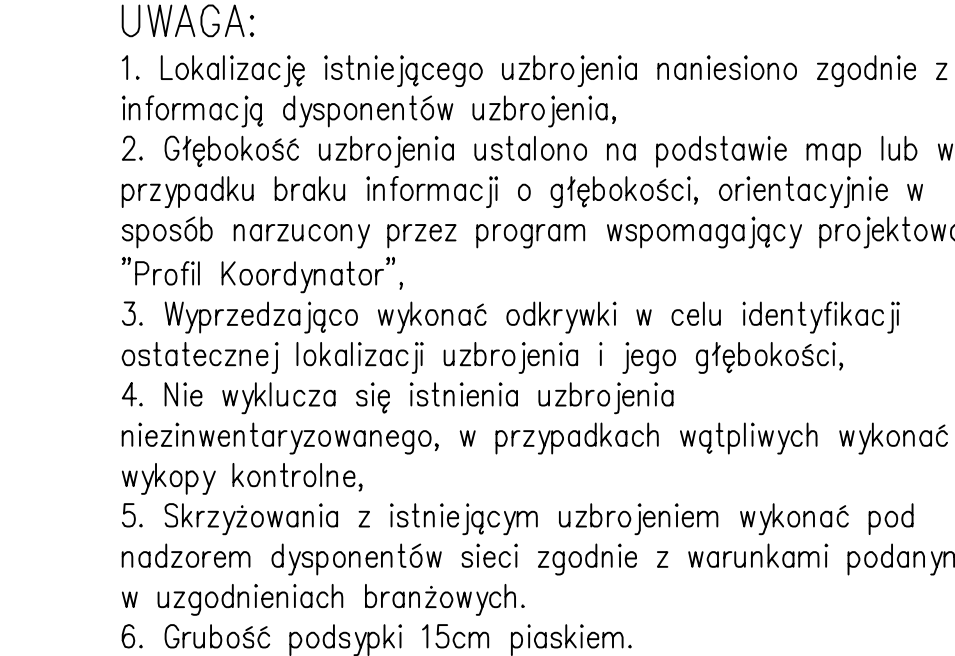 UWAGA:
1. Lokalizację istniejącego uzbrojenia naniesiono zgodnie z
informacją dysponentów uzbrojenia,
2. Głębokość uzbrojenia ustalono na podstawie map lub w
przypadku braku informacji o głębokości, orientacyjnie w
sposób narzucony przez program wspomagający
"Profil Koordynator",
3. Wyprzedzająco wykonać odkrywki w celu identyfikacji
ostatecznej lokalizacji uzbrojenia i jego głębokości,
4. Nie wyklucza się istnienia uzbrojenia
niezinwentaryzowanego, w przypadkach wątpliwych wykonać
wykopy kontrolne,
5. Skrzyżowania z istniejącym uzbrojeniem wykonać pod
nadzorem dysponentów sieci zgodnie z warunkami
w uzgodnieniach branżowych.
6. Grubość podsypki 15cm piaskiem.